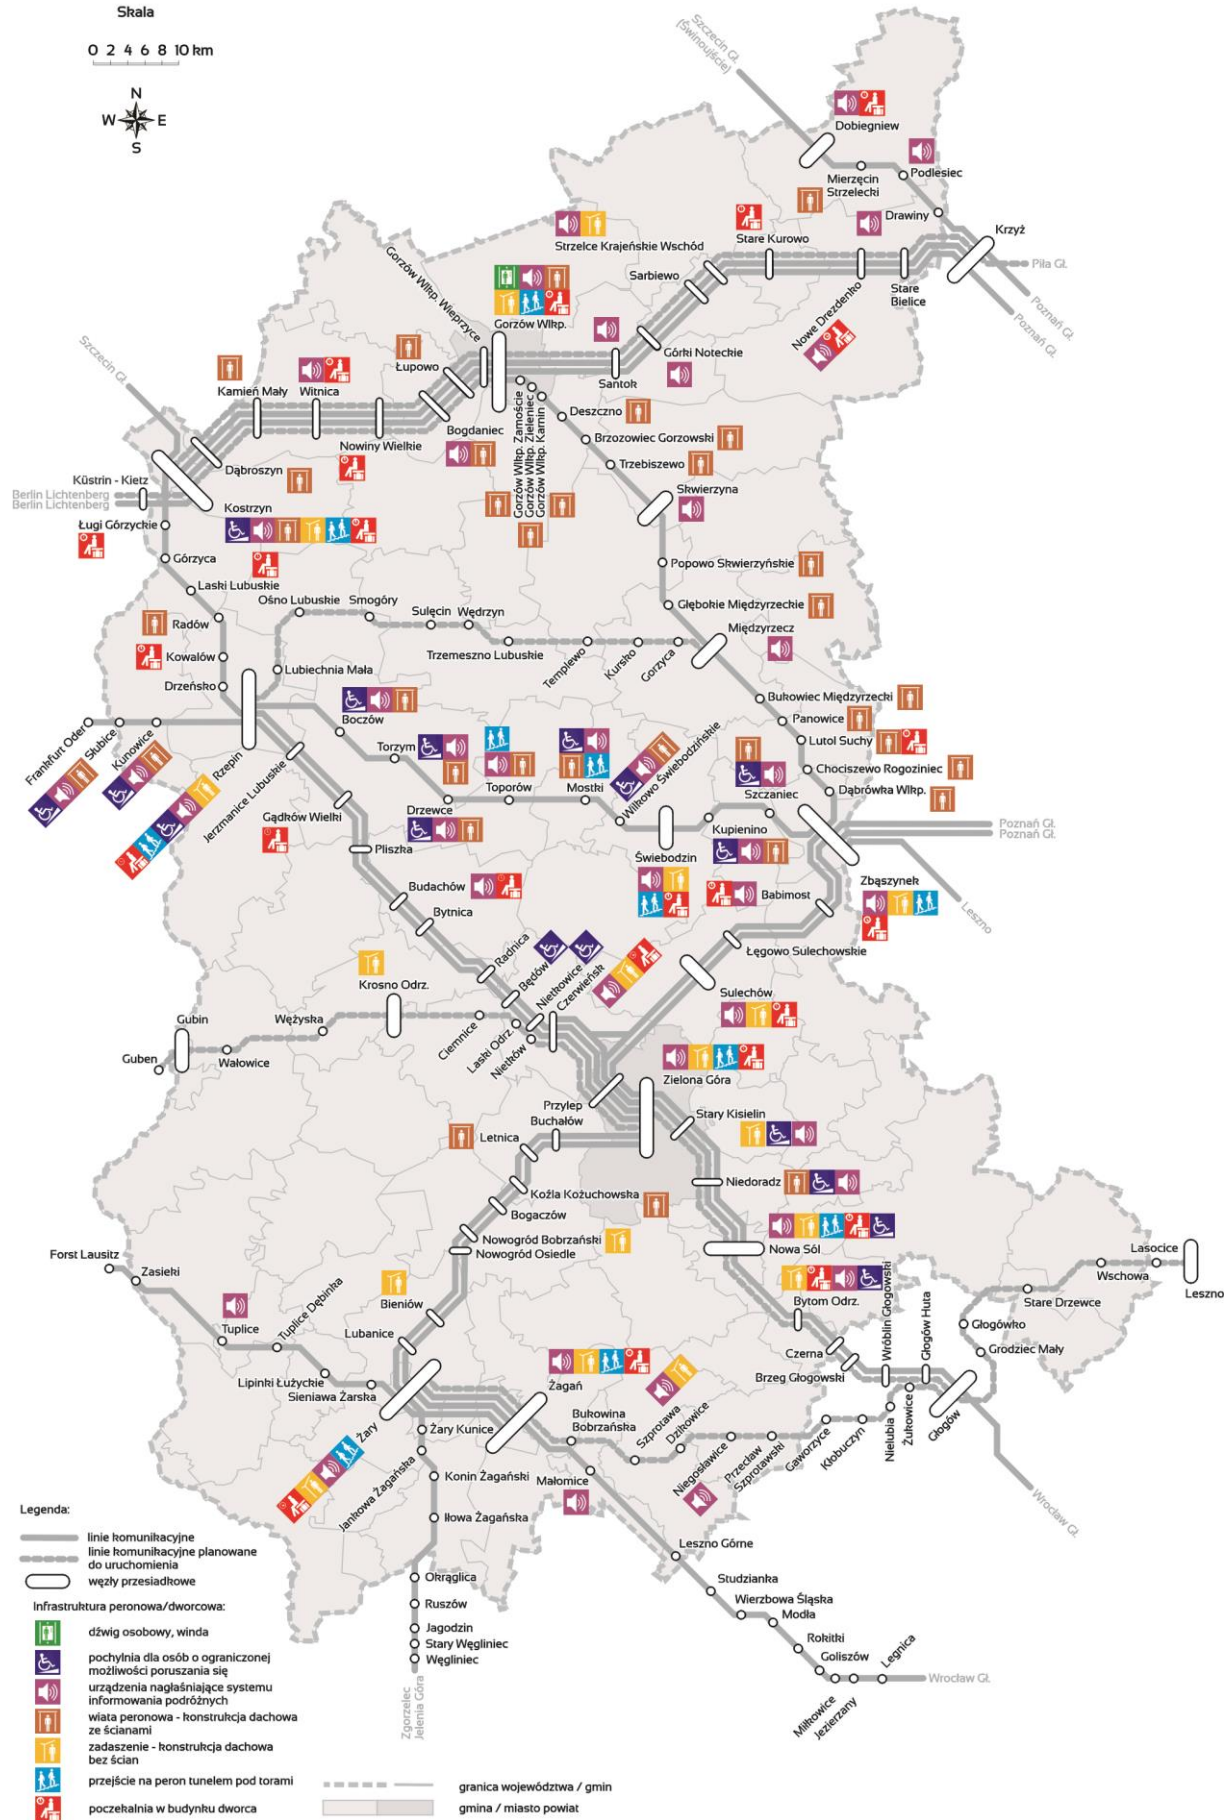 Skala
0 2 4 6 8 10 km
N
W E
S
Szczecin Gł.
(Świnoujście)
Dobiegniew
Mierzęcin
Strzelecki
Podlesiec
Drawiny
Krzyż
Piła Gł.
Poznań Gł.
Poznań Gł.
Strzelce Krajeńskie Wschód
Stare Kurowo
Sarbiewo
Nowe Drezdenko
Stare
Bielice
Gorzów Wlkp. Wieprzyce
Gorzów Wlkp.
Górki Noteckie
Santok
Szczecin Gł.
Kamień Mały
Witnica
Łupowo
Nowiny Wielkie
Bogdaniec
Gorzów Wlkp. Zamoście
Gorzów Wlkp. Zieleniec
Gorzów Wlkp. Karnin
Deszczno
Brzozowiec Gorzowski
Trzebiszewo
Skwierzyna
Dąbroszyn
Küstrin - Kietz
Berlin Lichtenberg
Berlin Lichtenberg
Kostrzyn
Ługi Górzyckie
Górzyca
Laski Lubuskie
Radów
Kowalów
Drzeńsko
Ośno Lubuskie
Smogóry
Sulęcin
Wędrzyn
Trzemeszno Lubuskie
Templewo
Kursko
Gorzyca
Lubiechnia Mała
Popowo Skwierzyńskie
Głębokie Międzyrzeckie
Międzyrzecz
Bukowiec Międzyrzecki
Panowice
Lutol Suchy
Chociszewo Rogoziniec
Dąbrówka Wlkp.
Frankfurt Oder
Słubice
Kunowice
Rzepin
Jerzmanice Lubuskie
Boczów
Torzym
Drzewce
Toporów
Mostki
Wilkowo Świebodzińskie
Świebodzin
Szczaniec
Kupienino
Poznań Gł.
Poznań Gł.
Leszno
Zbąszynek
Babimost
Łęgowo Sulechowskie
Sulechów
Gądków Wielki
Pliszka
Budachów
Bytnica
Radnica
Będów
Nietkowice
Czerwieńsk
Krosno Odrz.
Gubin
Guben
Wałowice
Wężyska
Ciemnice
Laski Odrz.
Nietków
Zielona Góra
Przylep
Buchałów
Letnica
Stary Kisielin
Niedoradz
Koźla Kożuchowska
Bogaczów
Nowogród Bobrzański
Nowogród Osiedle
Nowa Sól
Bytom Odrz.
Bieniów
Lubanice
Forst Lausitz
Zasieki
Tuplice
Tuplice Dębinka
Lipinki Łużyckie
Sieniawa Żarska
Żary
Żagań
Żary Kunice
Jankowa Żagańska
Konin Żagański
Iłowa Żagańska
Okrąglica
Ruszów
Jagodzin
Stary Węgliniec
Węgliniec
Zgorzelec
Jelenia Góra
Bukowina
Bobrzańska
Małomice
Szprotawa
Dzikowice
Niegosławice
Przecław
Szprotawski
Gaworzyce
Kłobuczyn
Nielubia
Żukowice
Czerna
Brzeg Głogowski
Wróblin Głogowski
Głogów Huta
Głogów
Głogówko
Grodziec Mały
Stare Drzewce
Wschowa
Lasocice
Leszno
Wrocław Gł.
Leszno Górne
Studzianka
Wierzbowa Śląska
Modła
Rokitki
Goliszów
Miłkowice
Jezierzany
Legnica
Wrocław Gł.
Legenda:
linie komunikacyjne
linie komunikacyjne planowane
do uruchomienia
węzły przesiadkowe
Infrastruktura peronowa/dworcowa:
dźwig osobowy, winda
pochylnia dla osób o ograniczonej
możliwości poruszania się
urządzenia nagłaśniające systemu
informowania podróżnych
wiata peronowa - konstrukcja dachowa
ze ścianami
zadaszenie - konstrukcja dachowa
bez ścian
przejście na peron tunelem pod torami
poczekalnia w budynku dworca
granica województwa / gmin
gmina / miasto powiat